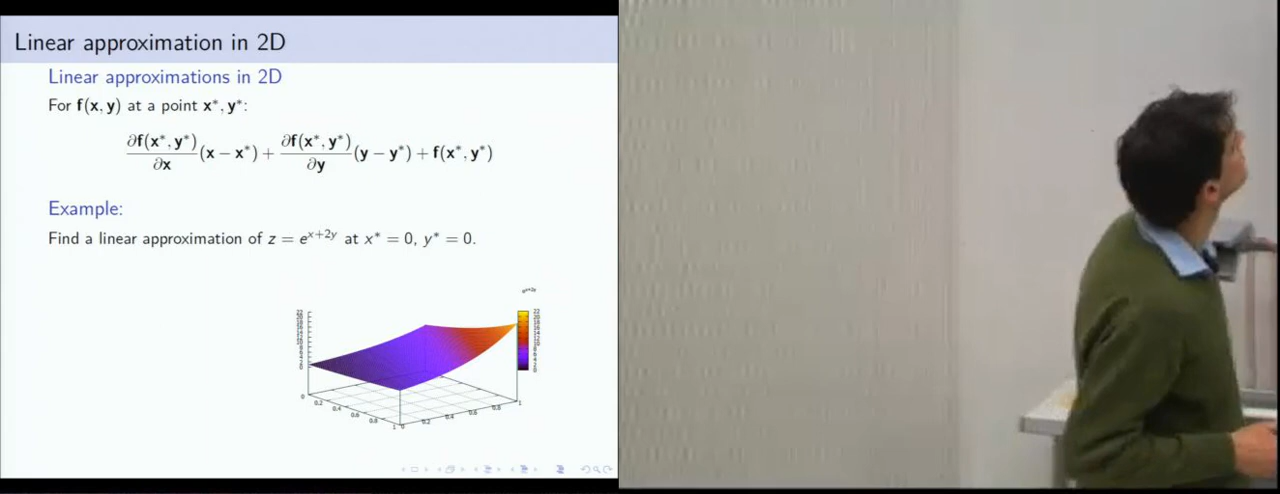 Linear approximation in 2D
Linear approximations in 2D
For f(x, y) at a point x*, y*:
∂f(x*, y*)/∂x (x − x*) + ∂f(x*, y*)/∂y (y − y*) + f(x*, y*)
Example:
Find a linear approximation of z = e^{x+2y} at x* = 0, y* = 0.